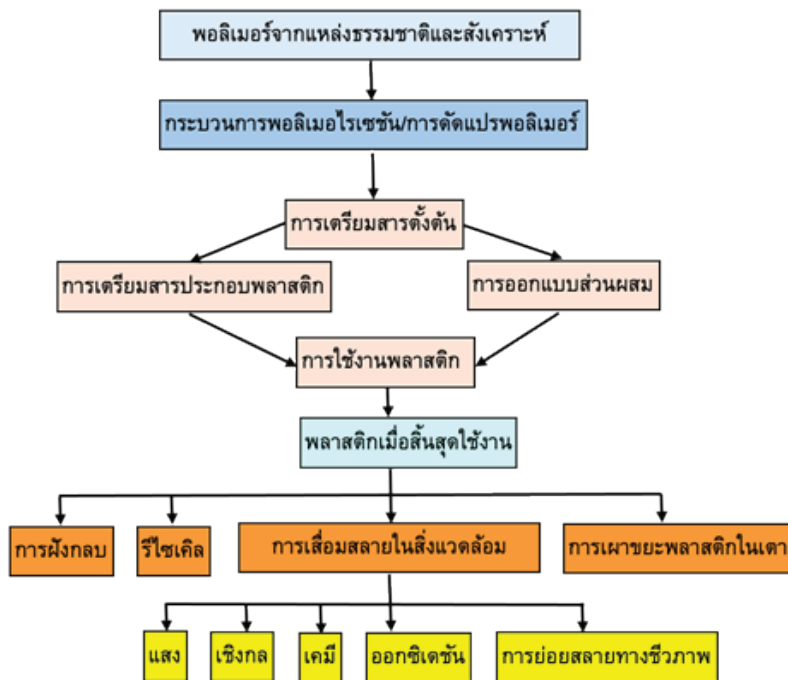 พอลิเมอร์จากแหล่งธรรมชาติและสังเคราะห์
กระบวนการพอลิเมอไรเซชัน/การดัดแปรพอลิเมอร์
การเตรียมสารตั้งต้น
การเตรียมสารประกอบพลาสติก
การออกแบบส่วนผสม
การใช้งานพลาสติก
พลาสติกเมื่อสิ้นสุดใช้งาน
การฝังกลบ
รีไซเคิล
การเสื่อมสลายในสิ่งแวดล้อม
การเผาขยะพลาสติกในเตา
แสง
เชิงกล
เคมี
ออกซิเดชัน
การย่อยสลายทางชีวภาพ